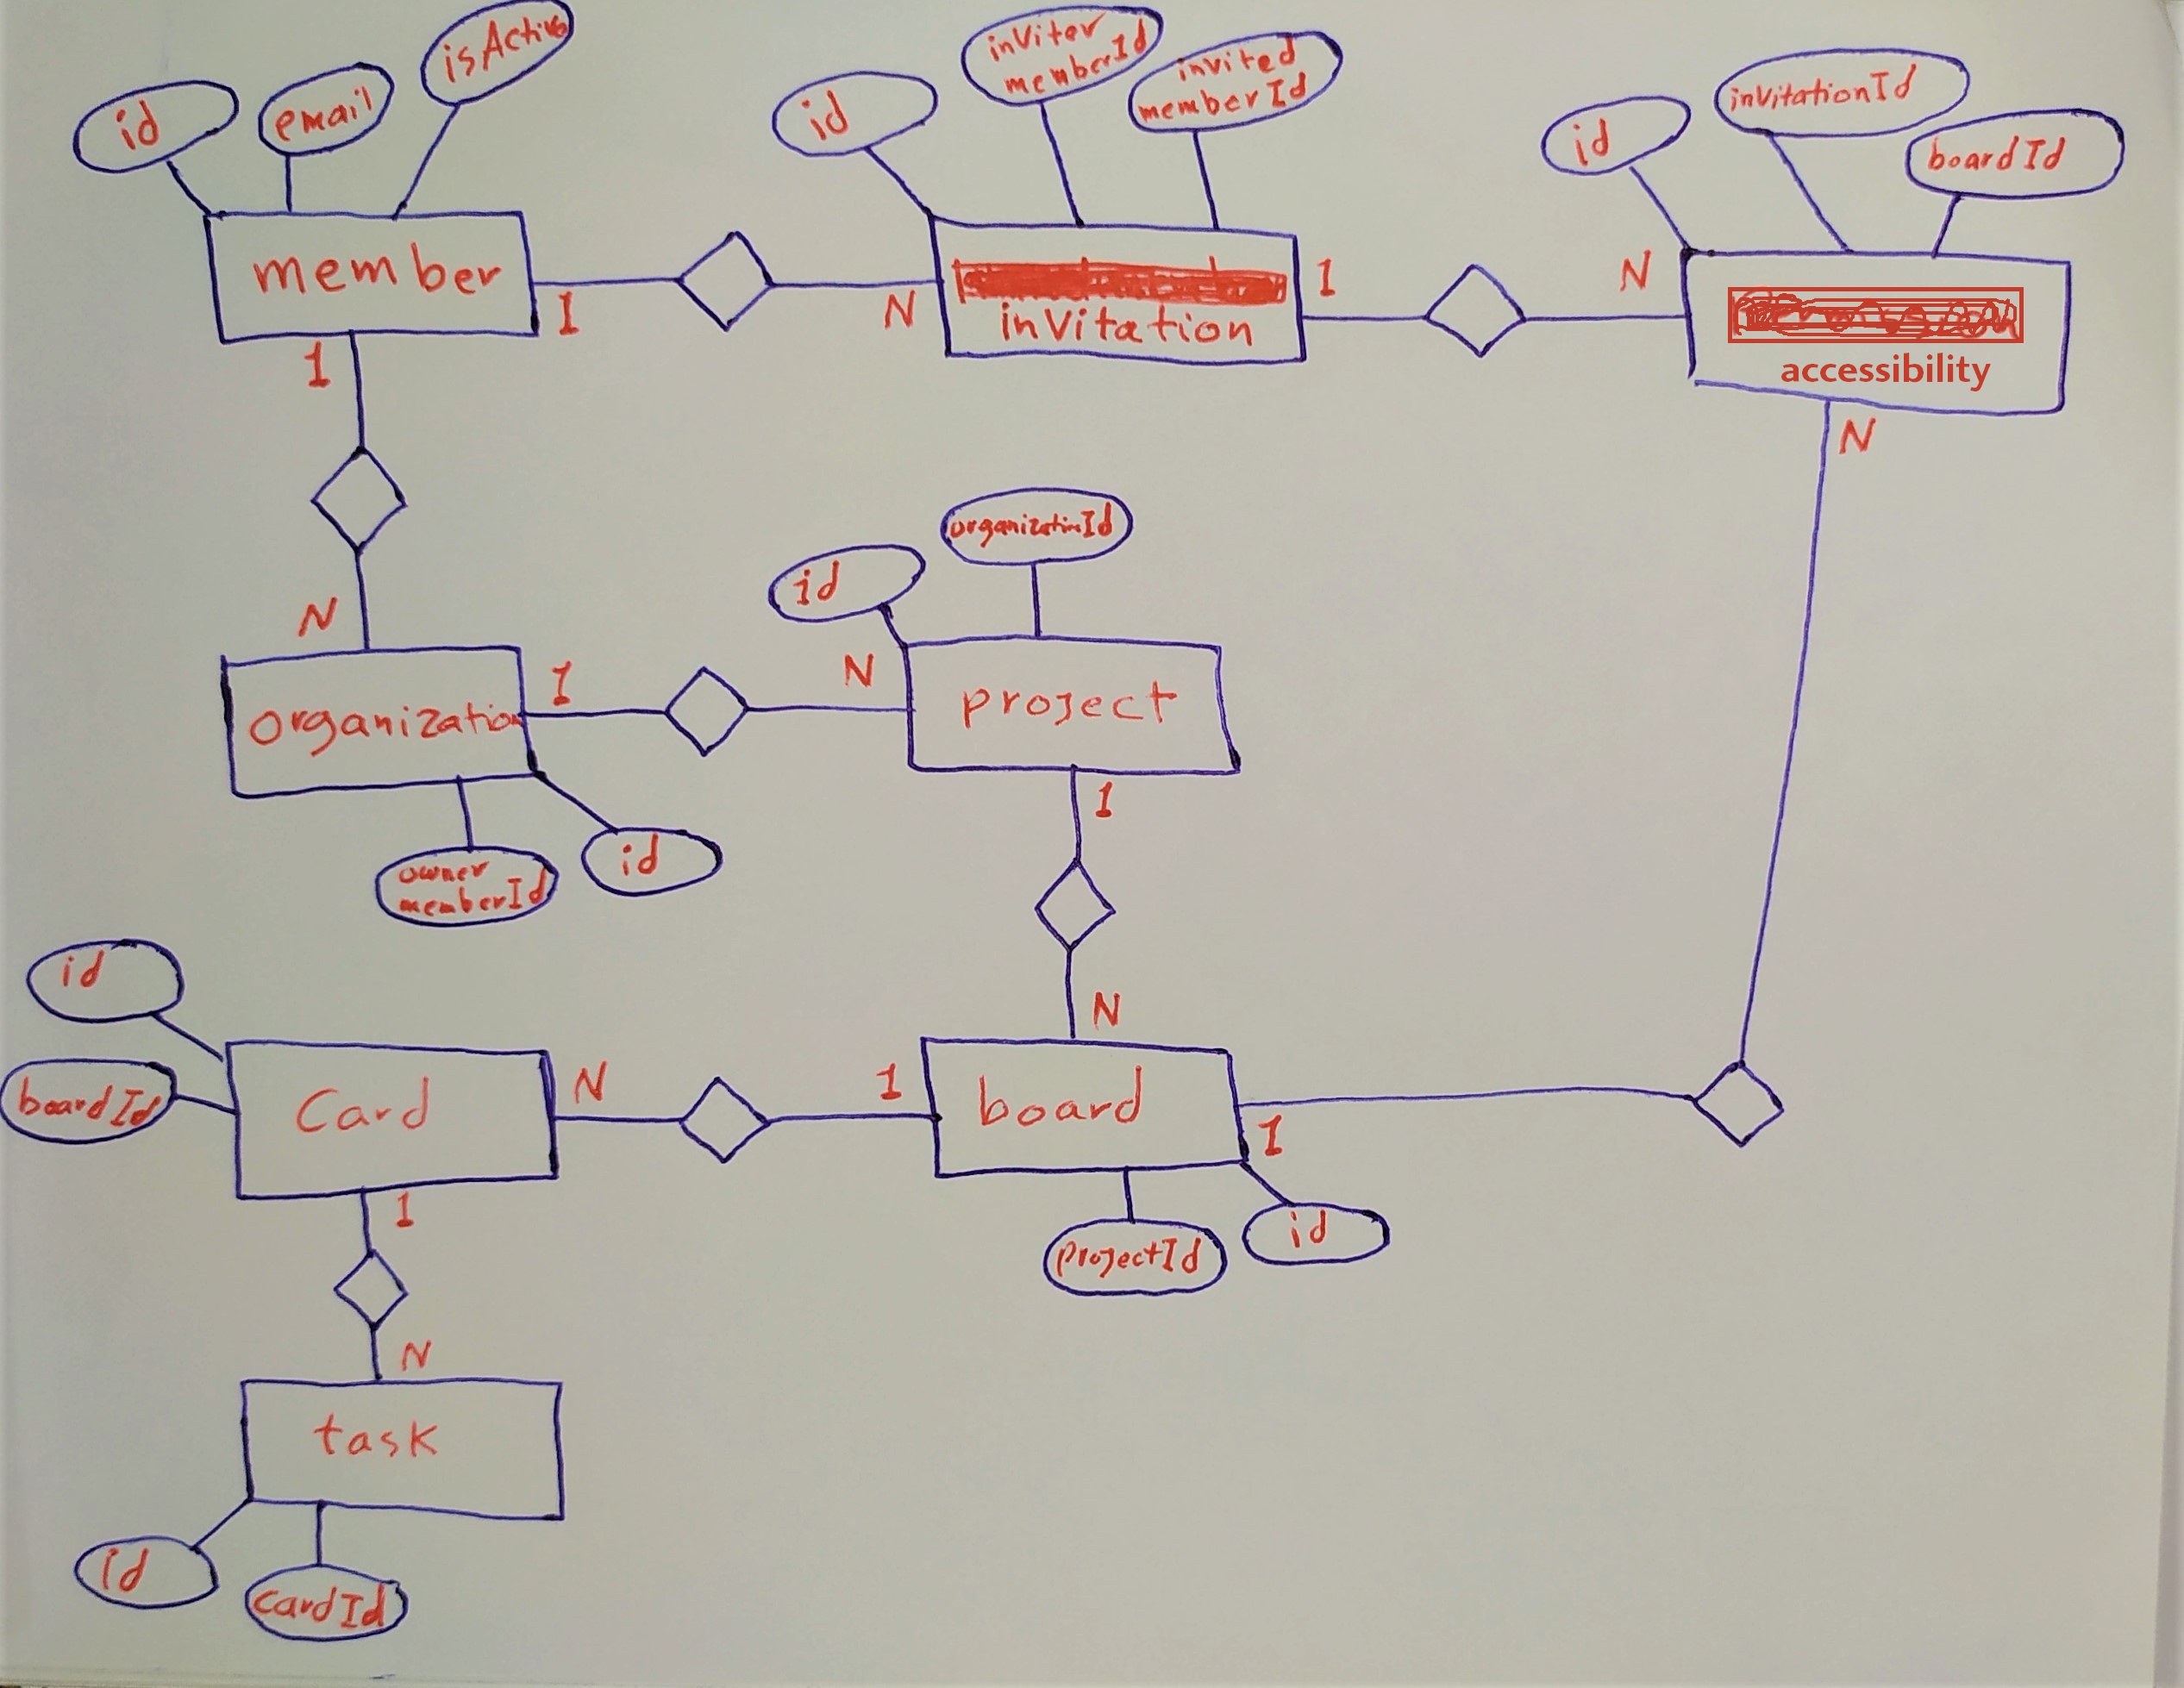 id
email
isActive
inviter
memberId
invited
memberId
id
invitationId
id
boardId
member
1
N
invitation
1
N
accessibility
1
N
N
organizationId
id
organization
1
N
project
1
owner
memberId
id
id
boardId
N
Card
N
1
board
1
1
projectId
id
N
task
id
cardId